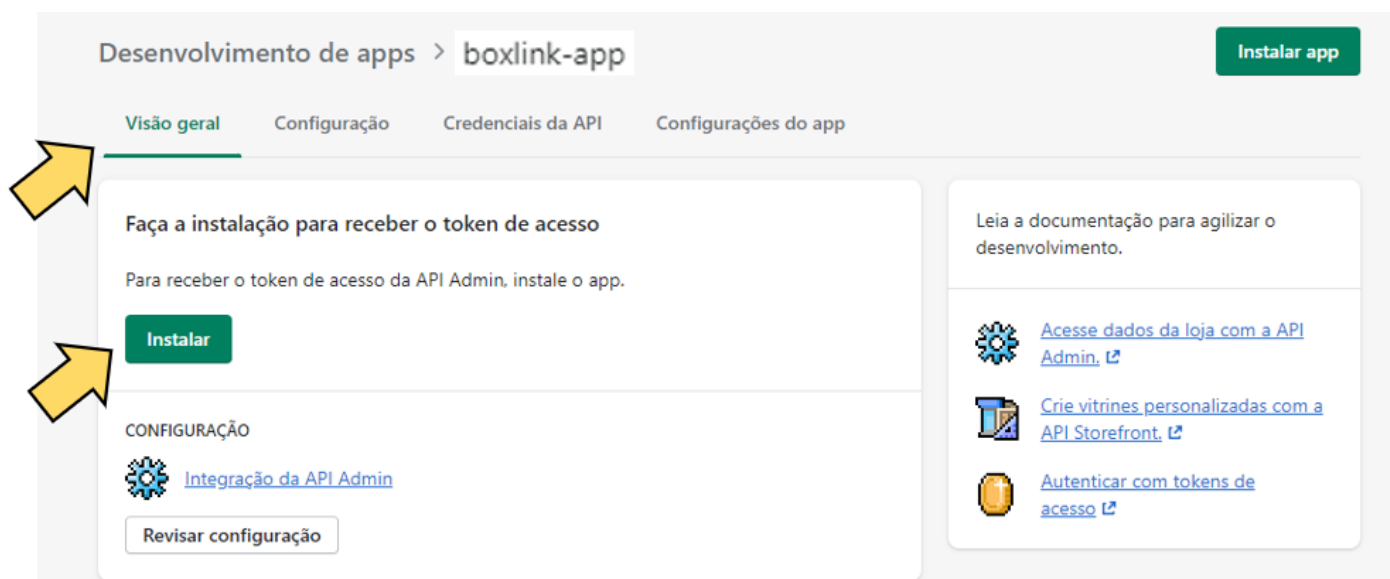 Desenvolvimento de apps > boxlink-app
Instalar app
Visão geral Configuração Credenciais da API Configurações do app
Faça a instalação para receber o token de acesso
Para receber o token de acesso da API Admin, instale o app.
Instalar
CONFIGURAÇÃO
Integração da API Admin
Revisar configuração
Leia a documentação para agilizar o
desenvolvimento.
Acesse dados da loja com a API
Admin.
Crie vitrines personalizadas com a
API Storefront.
Autenticar com tokens de
acesso